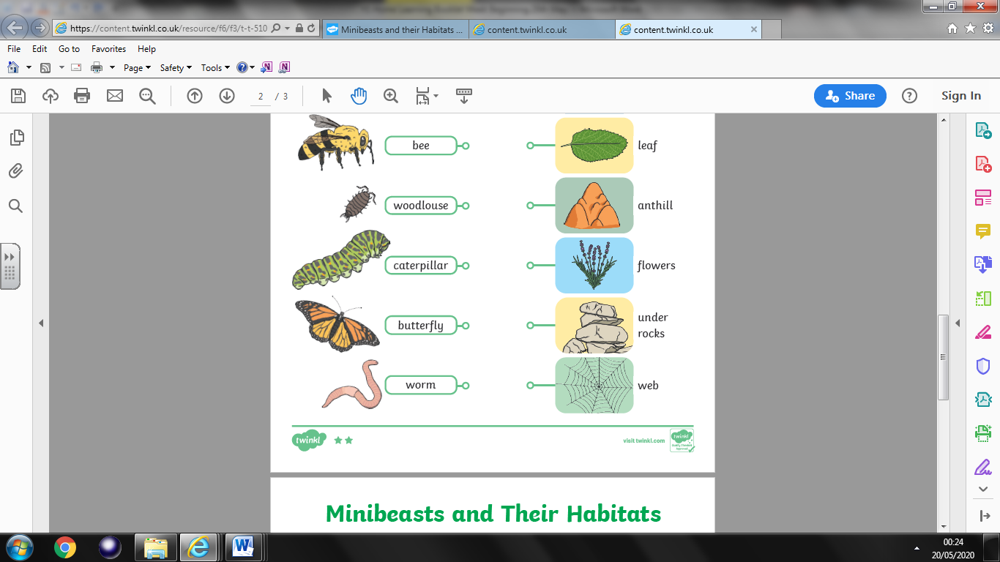 https://content.twinkl.co.uk/resource/f6/f3/t-t-510
Minibeasts and their Habitats ...
content.twinkl.co.uk
content.twinkl.co.uk
File Edit Go to Favorites Help
Page Safety Tools
2 / 3
Share
Sign In
bee
leaf
woodlouse
anthill
caterpillar
flowers
butterfly
under
rocks
worm
web
twinkl
visit twinkl.com
twinkl
Minibeasts and Their Habitats
00:24
20/05/2020